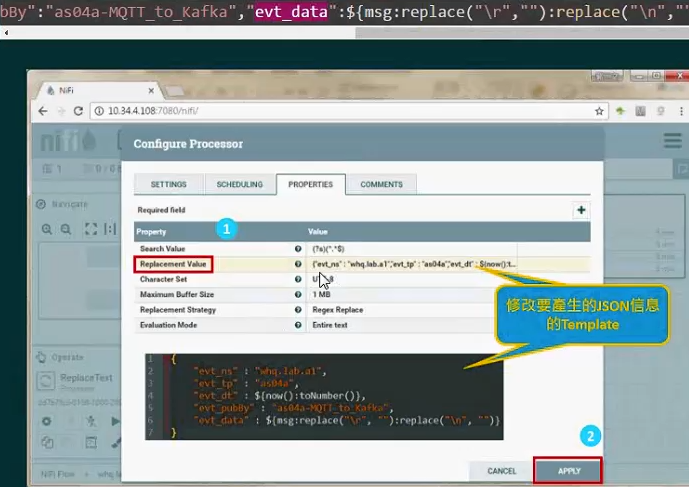 bBy":"as04a-MQTT_to_Kafka","evt_data":${msg:replace("\r",""):replace("\n",""
NiFi
10.34.4.108:7080/nifi/
nifi
Configure Processor
SETTINGS SCHEDULING PROPERTIES COMMENTS
Required field
1
Property Value
Search Value (?s)(^.*$)
Replacement Value {"evt_ns" : "whq.lab.a1","evt_tp" : "as04a","evt_dt" : ${now():t...
Character Set
Maximum Buffer Size 1 MB
Replacement Strategy Regex Replace
Evaluation Mode Entire text
修改要產生的JSON信息
的Template
Navigate
Operate
ReplaceText
Processor
1 {
2 "evt_ns" : "whq.lab.a1",
3 "evt_tp" : "as04a",
4 "evt_dt" : ${now():toNumber()},
5 "evt_pubBy" : "as04a-MQTT_to_Kafka",
6 "evt_data" : ${msg:replace("\r", ""):replace("\n", "")}
7 }
2
CANCEL APPLY
NiFi Flow